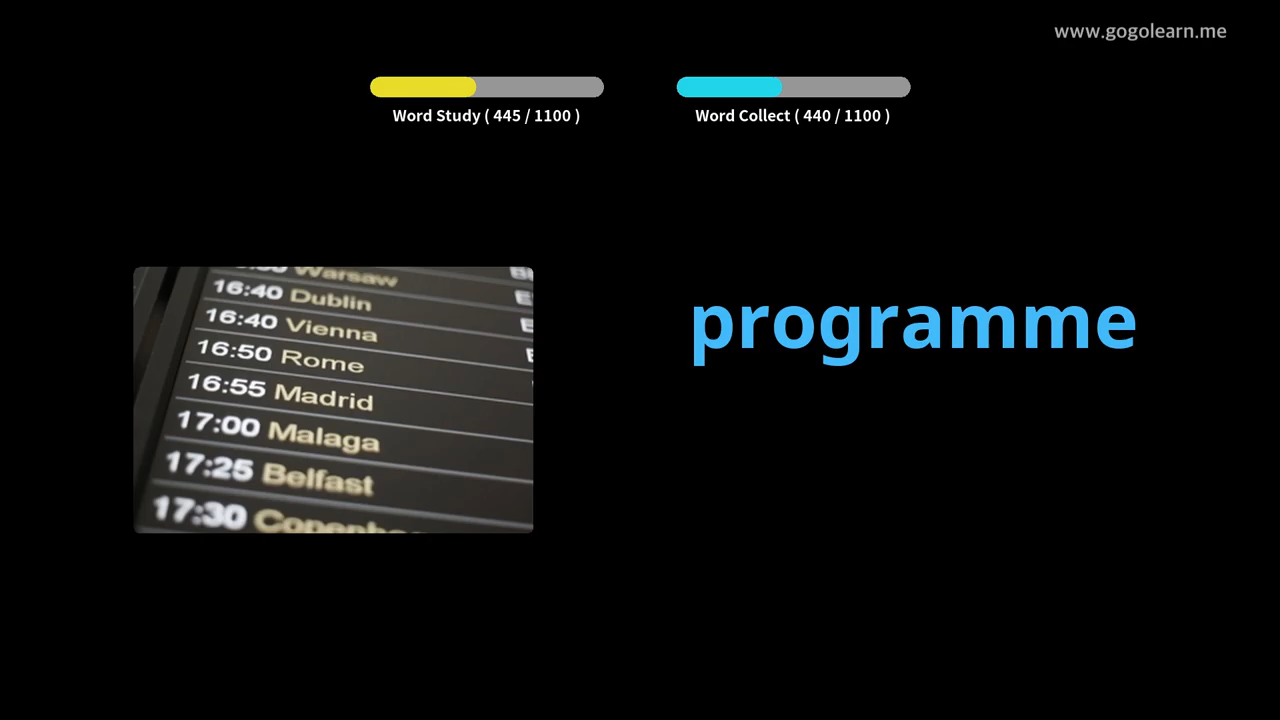 www.gogolearn.me
Word Study ( 445 / 1100 )
Word Collect ( 440 / 1100 )
Warsaw
16:40 Dublin
16:40 Vienna
16:50 Rome
16:55 Madrid
17:00 Malaga
17:25 Belfast
17:30
programme